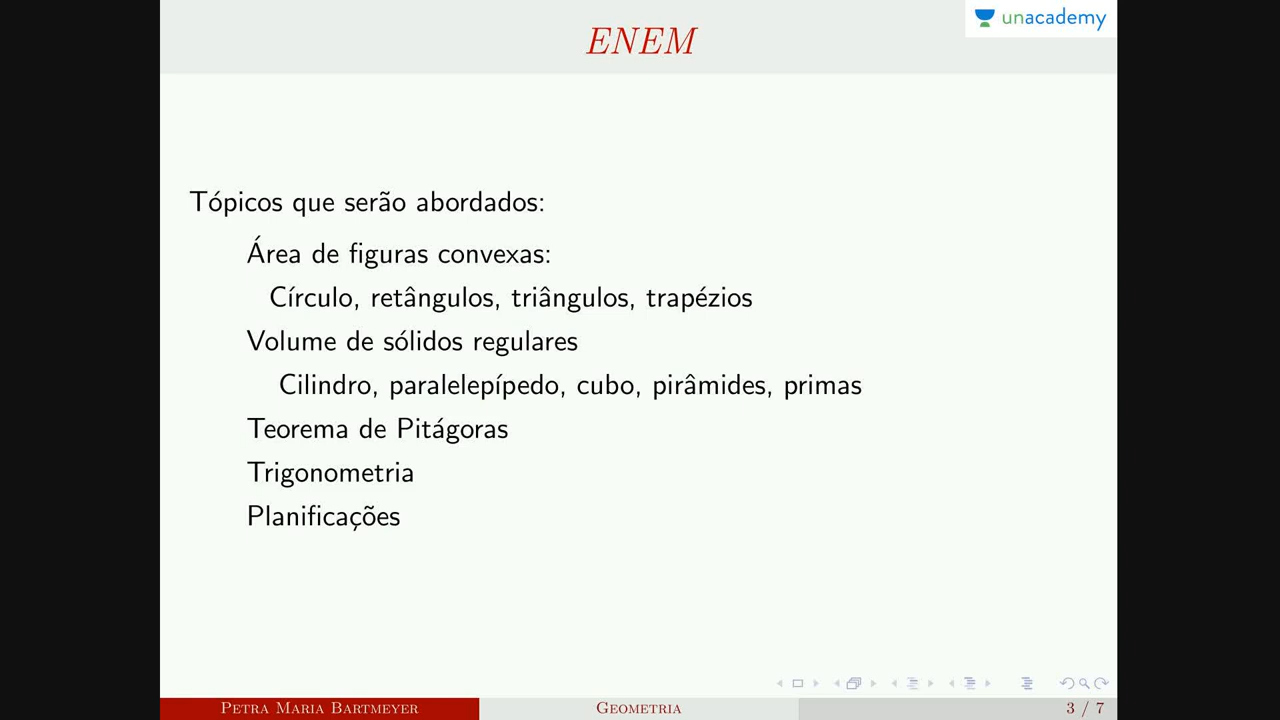 ENEM
unacademy
Tópicos que serão abordados:
Área de figuras convexas:
Círculo, retângulos, triângulos, trapézios
Volume de sólidos regulares
Cilindro, paralelepípedo, cubo, pirâmides, primas
Teorema de Pitágoras
Trigonometria
Planificações
Petra Maria Bartmeyer
Geometria
3 / 7